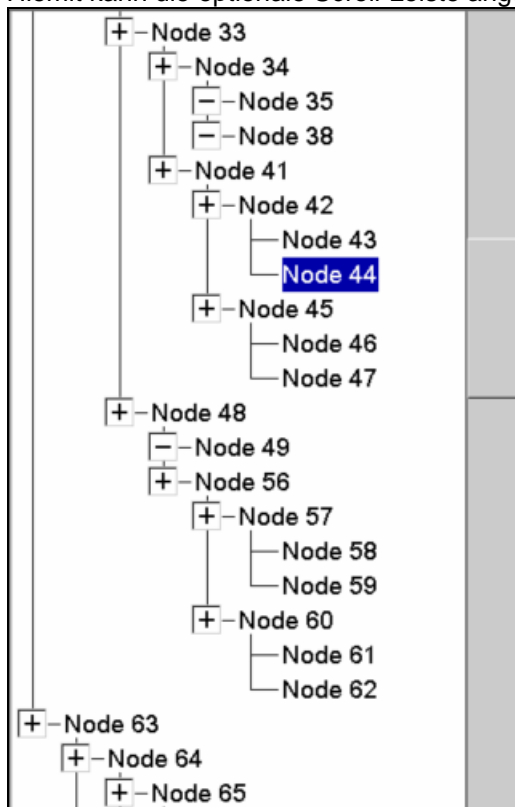 Node 33
Node 34
Node 35
Node 38
Node 41
Node 42
Node 43
Node 44
Node 45
Node 46
Node 47
Node 48
Node 49
Node 56
Node 57
Node 58
Node 59
Node 60
Node 61
Node 62
Node 63
Node 64
Node 65